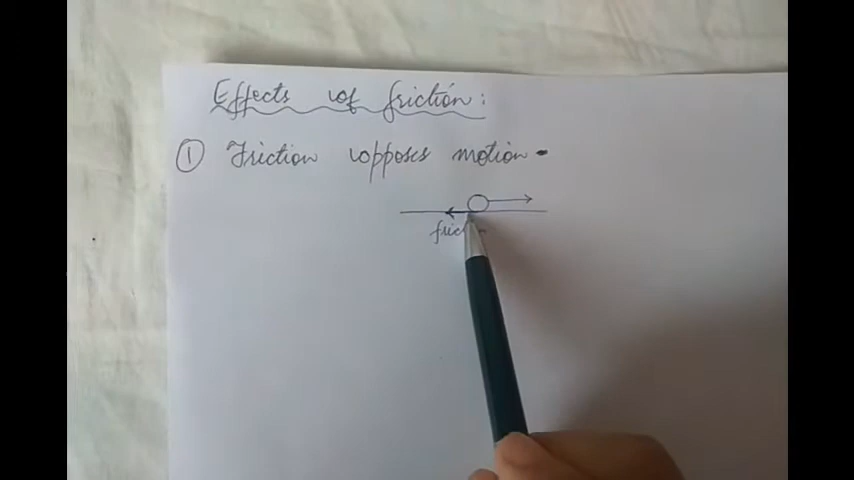 Effects of friction:
① Friction opposes motion.